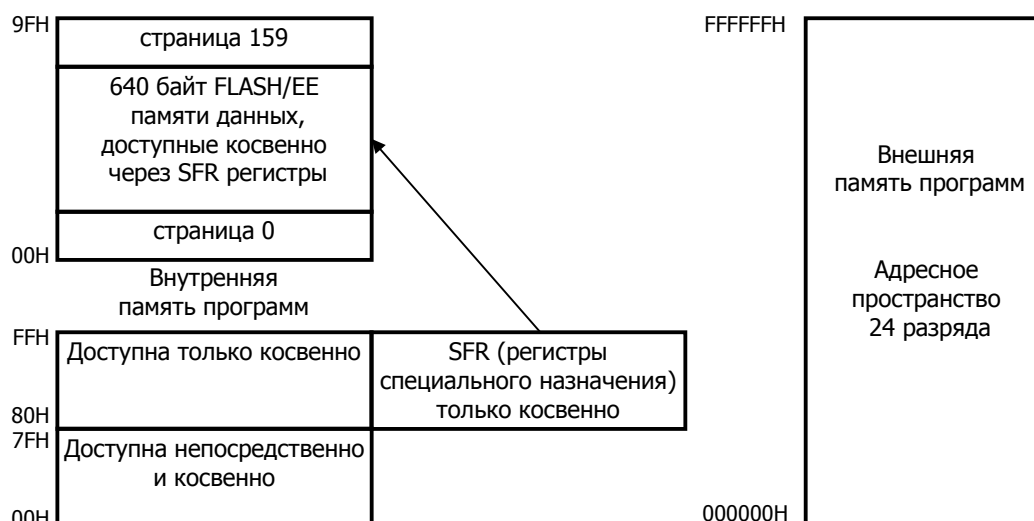 9FH
страница 159
640 байт FLASH/EE
памяти данных,
доступные косвенно
через SFR регистры
страница 0
00H
Внутренняя
память программ
FFH
Доступна только косвенно
80H
7FH
Доступна непосредственно
и косвенно
00H
SFR (регистры
специального назначения)
только косвенно
FFFFFFH
Внешняя
память программ
Адресное
пространство
24 разряда
000000H